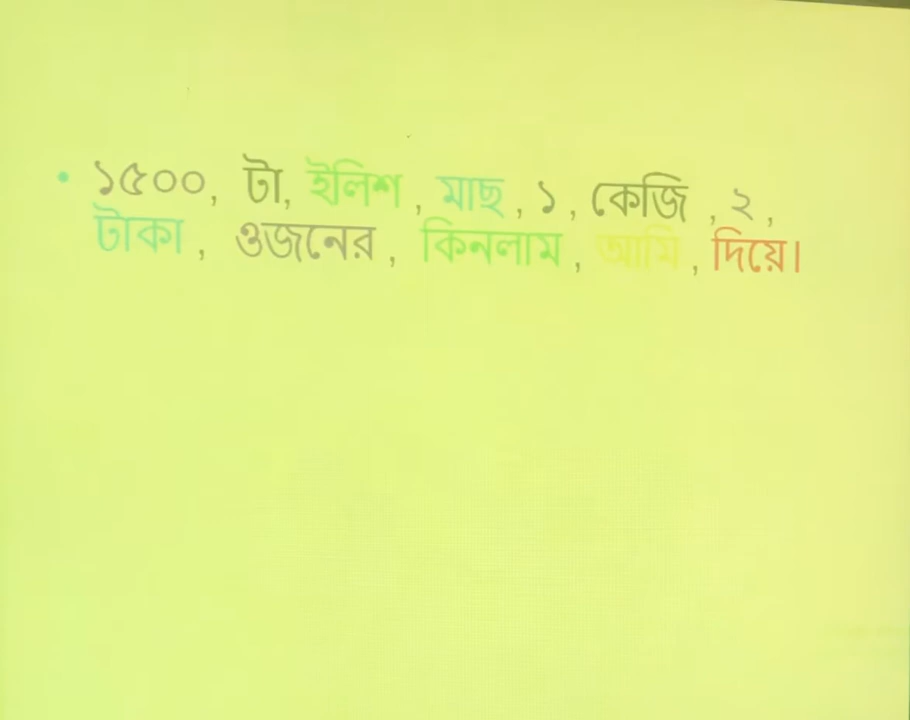 • ১৫০০, টা, ইলিশ , মাছ , ১ , কেজি , ২ ,
টাকা , ওজনের , কিনলাম , আমি , দিয়ে।